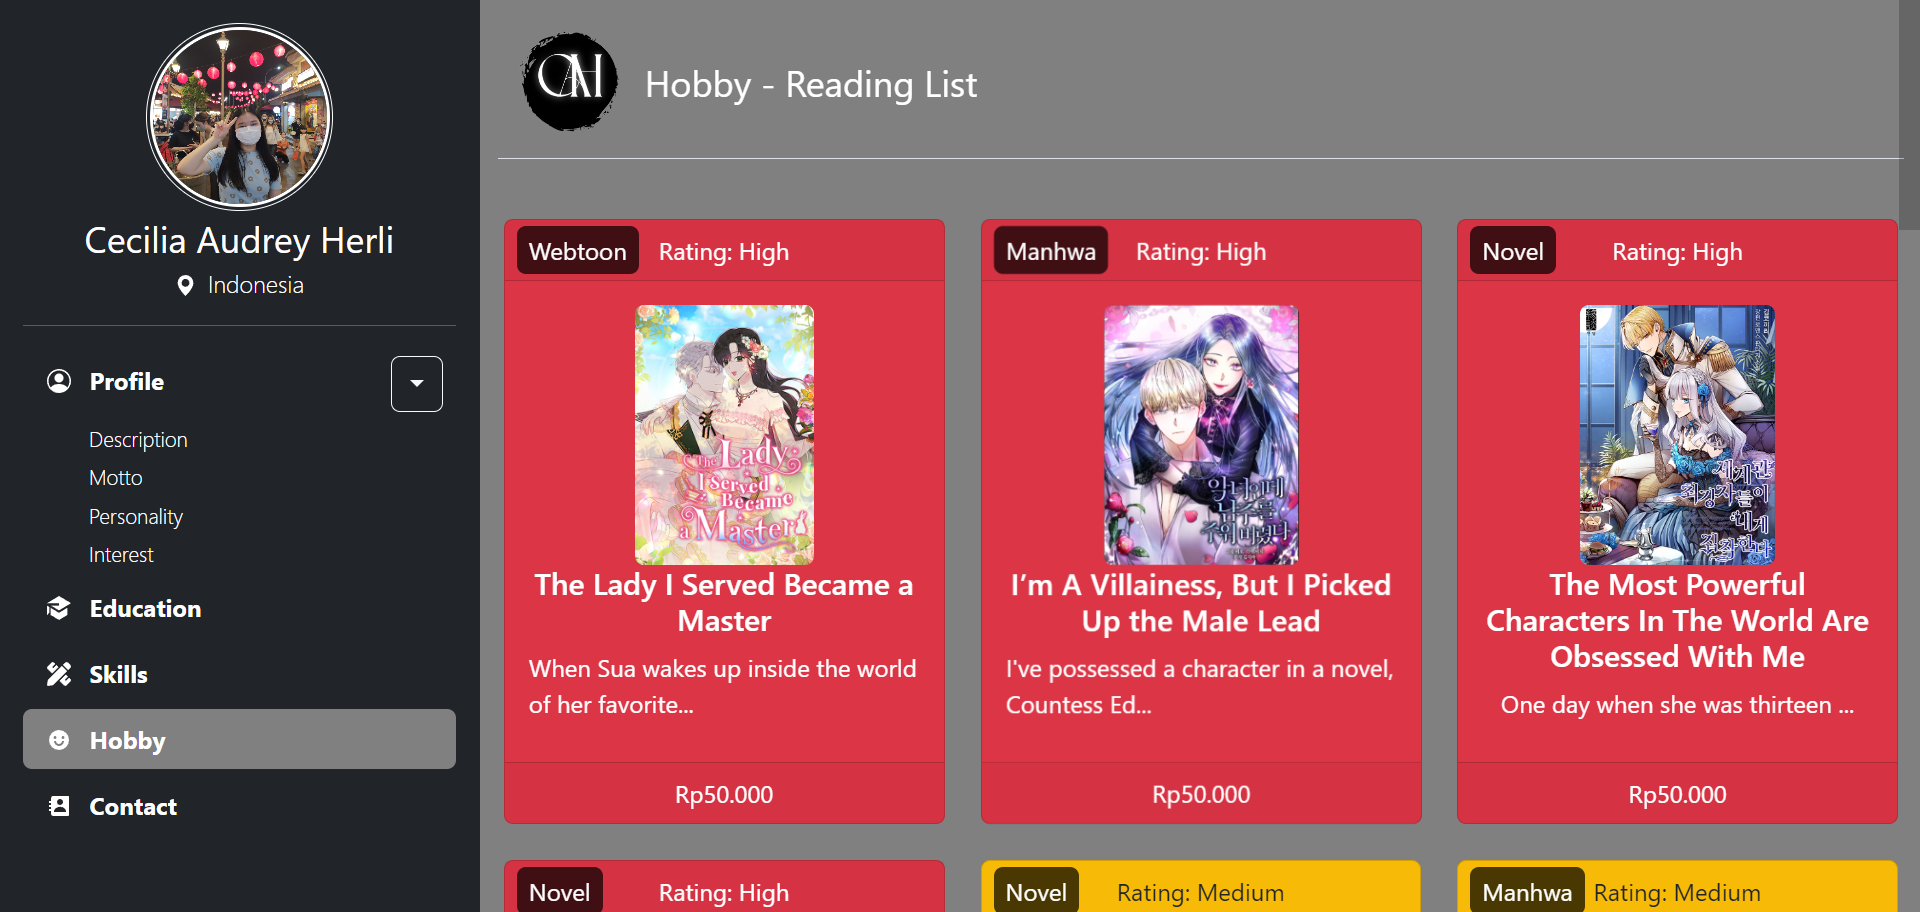 Cecilia Audrey Herli
Indonesia
Profile
Description
Motto
Personality
Interest
Education
Skills
Hobby
Contact
CAH
Hobby - Reading List
Webtoon Rating: High
The Lady
I Served
Became
a Master
The Lady I Served Became a
Master
When Sua wakes up inside the world
of her favorite...
Rp50.000
Manhwa Rating: High
악녀인데
남주를
주워버렸다
I’m A Villainess, But I Picked
Up the Male Lead
I've possessed a character in a novel,
Countess Ed...
Rp50.000
Novel Rating: High
세계관
최강자들이
내게
집착한다
The Most Powerful
Characters In The World Are
Obsessed With Me
One day when she was thirteen ...
Rp50.000
Novel Rating: High
Novel Rating: Medium
Manhwa Rating: Medium